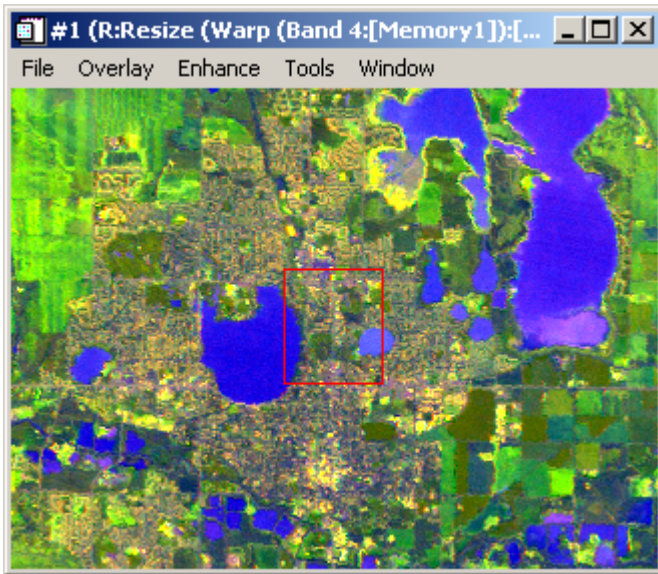 #1 (R:Resize (Warp (Band 4:[Memory1]):[...
File Overlay Enhance Tools Window